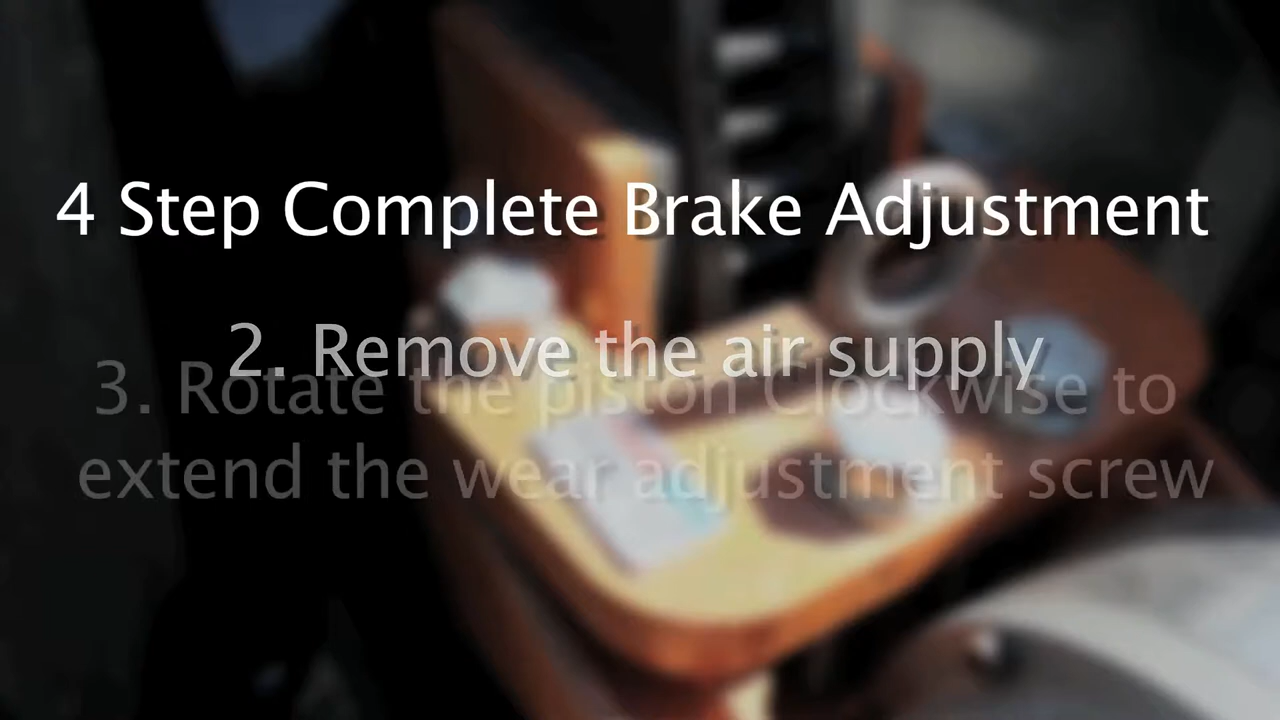 4 Step Complete Brake Adjustment
2. Remove the air supply
3. Rotate the piston Clockwise to
extend the wear adjustment screw